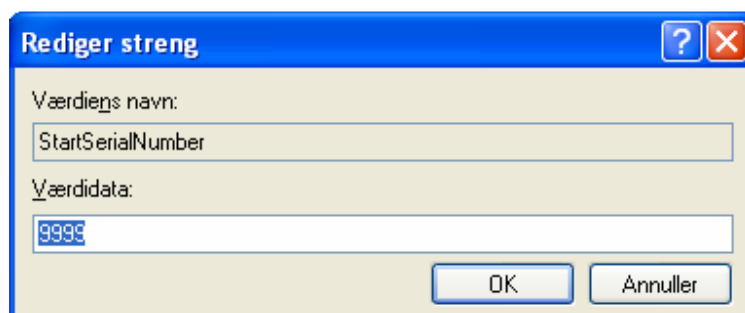 Rediger streng
Værdiens navn:
StartSerialNumber
Værdidata:
9999
OK Annuller